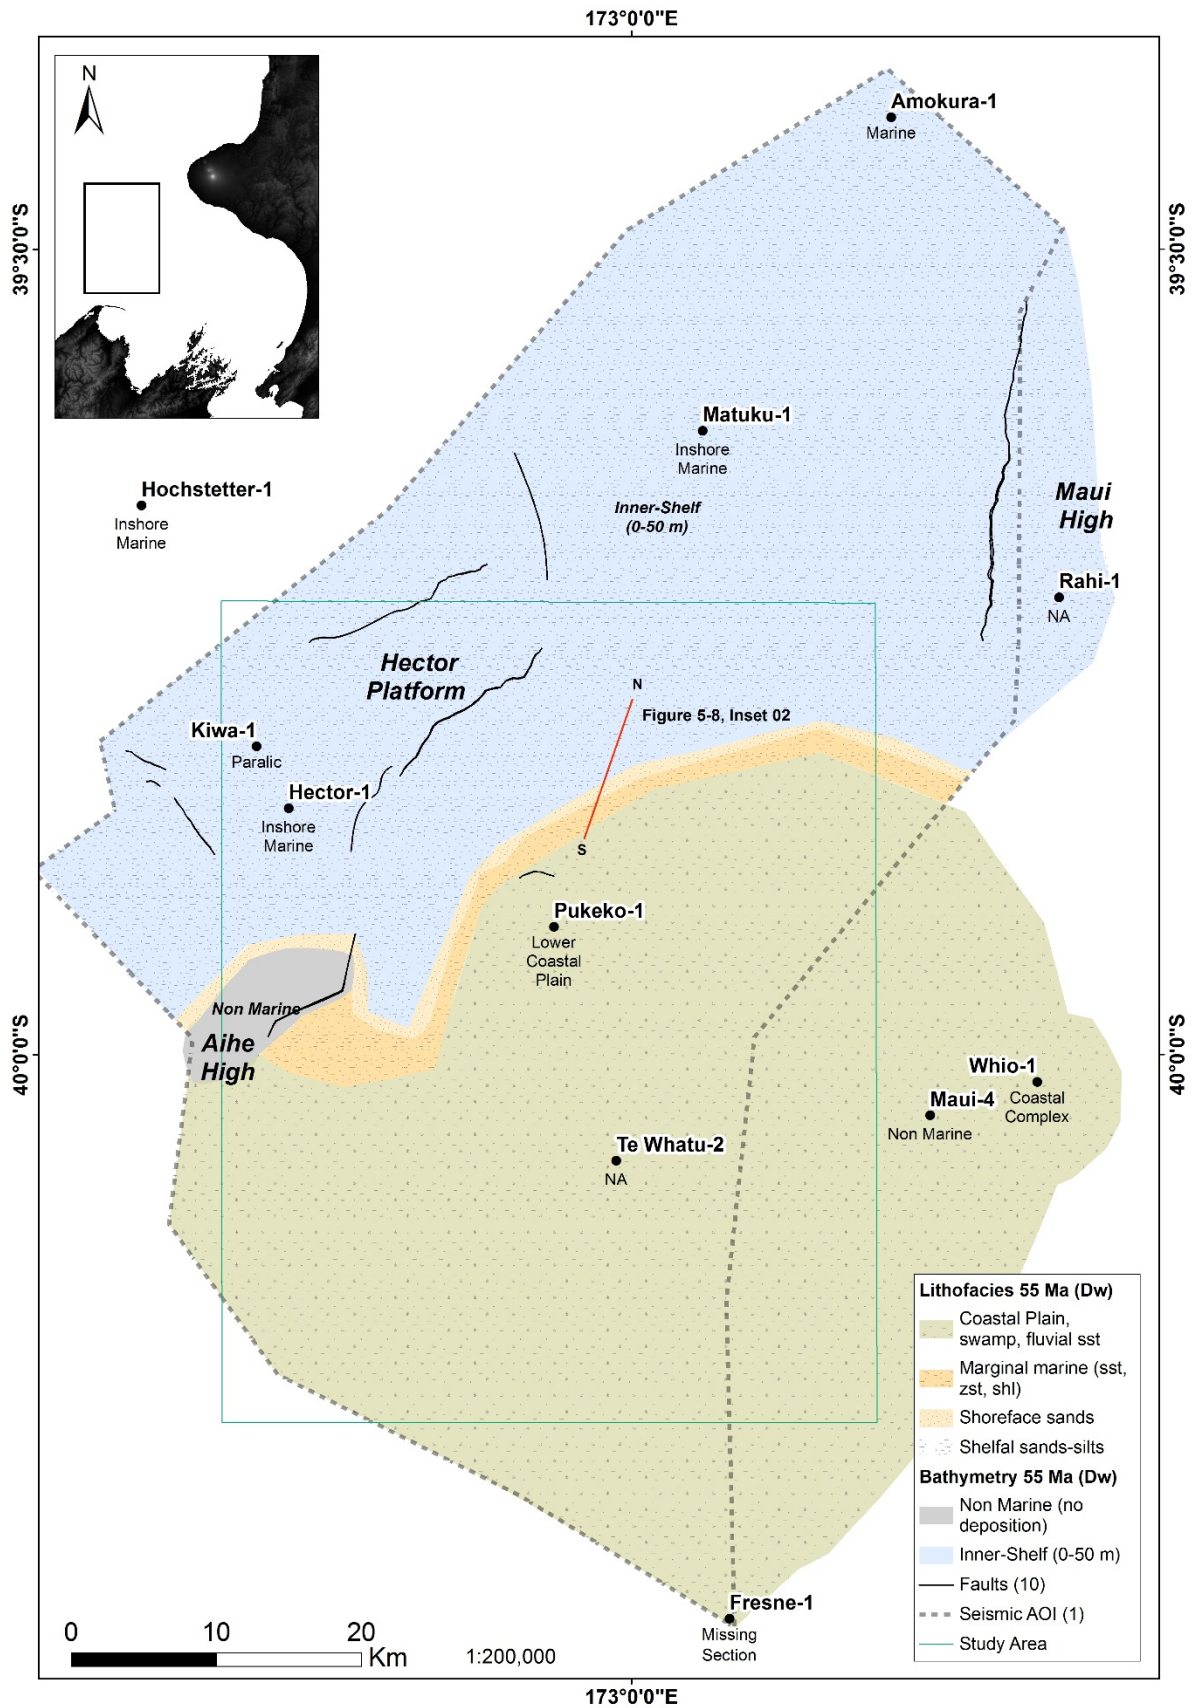 173°0'0"E
N
39°30'0"S
39°30'0"S
Amokura-1
Marine
Matuku-1
Inshore
Marine
Hochstetter-1
Inshore
Marine
Inner-Shelf
(0-50 m)
Maui
High
Rahi-1
NA
Hector
Platform
N
Figure 5-8, Inset 02
Kiwa-1
Paralic
Hector-1
Inshore
Marine
S
Pukeko-1
Lower
Coastal
Plain
Non Marine
Aihe
High
40°0'0"S
40°0'0"S
Whio-1
Coastal
Complex
Maui-4
Non Marine
Te Whatu-2
NA
Lithofacies 55 Ma (Dw)
Coastal Plain,
swamp, fluvial sst
Marginal marine (sst,
zst, shl)
Shoreface sands
Shelfal sands-silts
Bathymetry 55 Ma (Dw)
Non Marine (no
deposition)
Inner-Shelf (0-50 m)
Faults (10)
Seismic AOI (1)
Study Area
Fresne-1
Missing
Section
0 10 20
Km
1:200,000
173°0'0"E